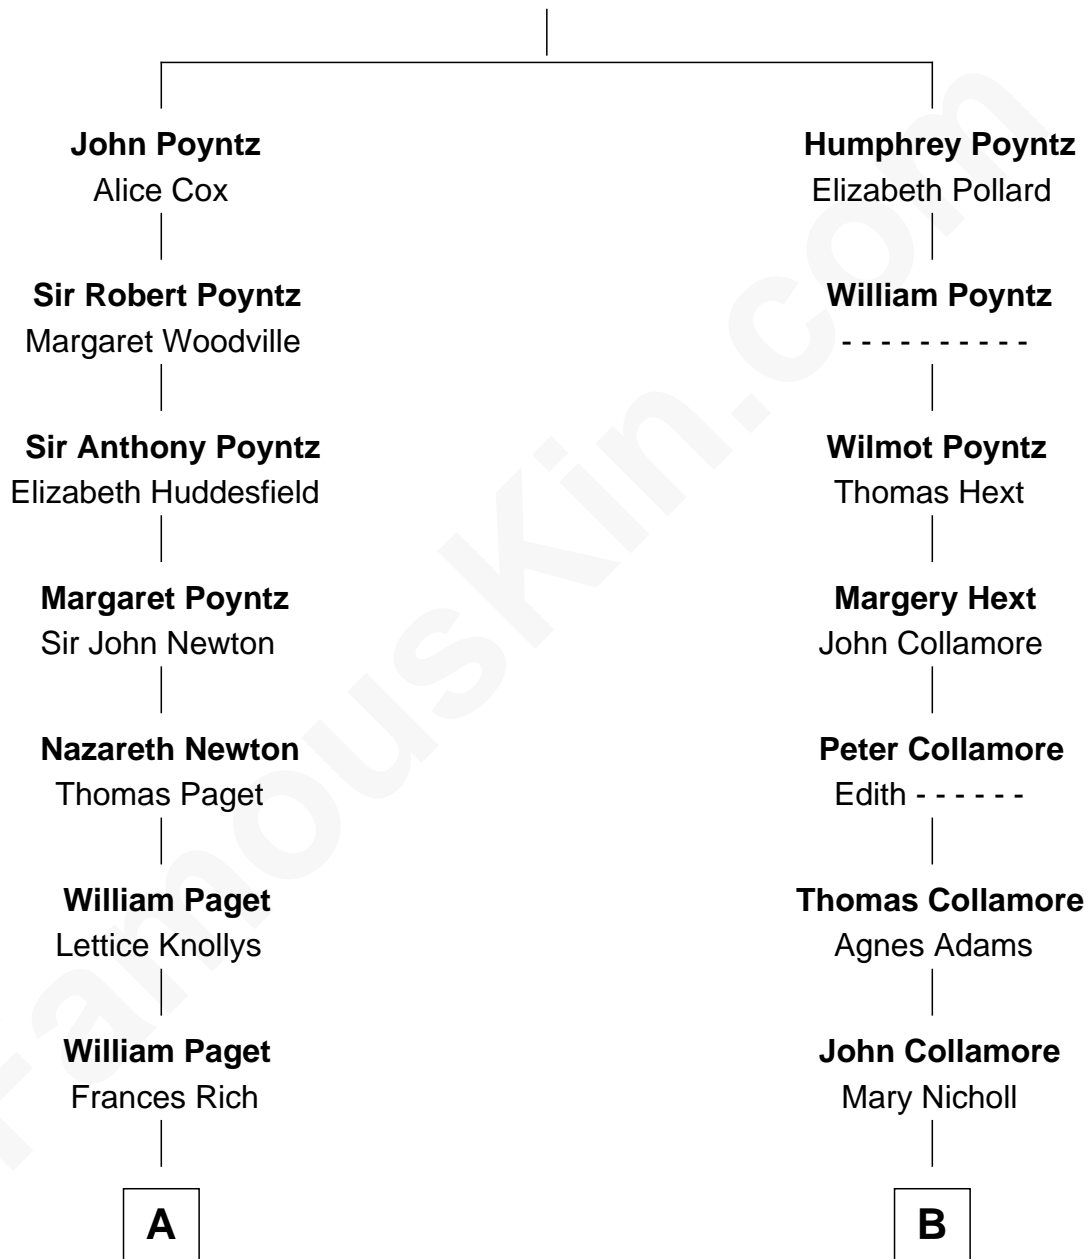 John Poyntz
Alice Cox
Sir Robert Poyntz
Margaret Woodville
Sir Anthony Poyntz
Elizabeth Huddesfield
Margaret Poyntz
Sir John Newton
Nazareth Newton
Thomas Paget
William Paget
Lettice Knollys
William Paget
Frances Rich
A
Humphrey Poyntz
Elizabeth Pollard
William Poyntz
- - - - - - - - - -
Wilmot Poyntz
Thomas Hext
Margery Hext
John Collamore
Peter Collamore
Edith - - - - - -
Thomas Collamore
Agnes Adams
John Collamore
Mary Nicholl
B
FamousKin.com